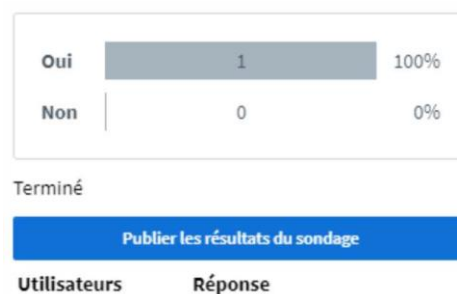 Oui 1 100%
Non 0 0%
Terminé
Publier les résultats du sondage
Utilisateurs Réponse